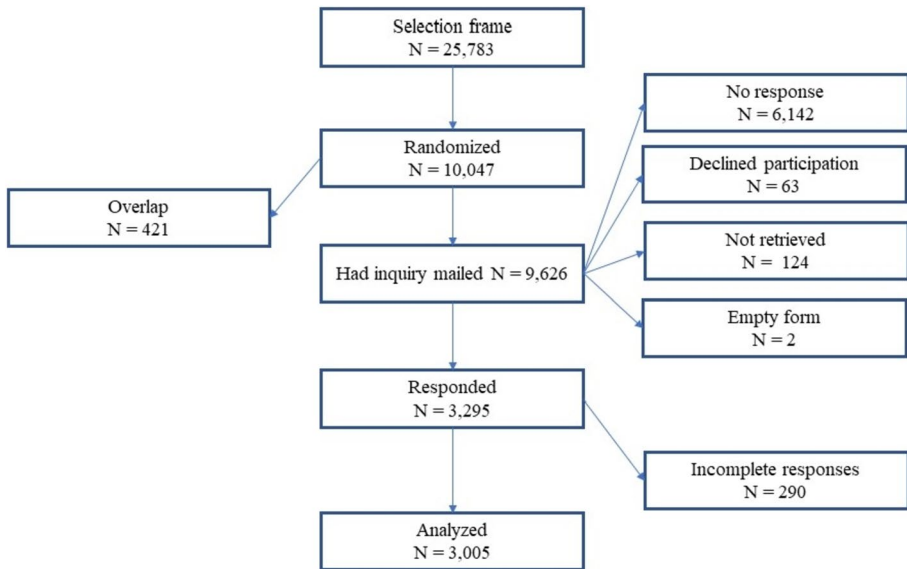 Selection frame
N = 25,783
No response
N = 6,142
Randomized
N = 10,047
Declined participation
N = 63
Overlap
N = 421
Had inquiry mailed N = 9,626
Not retrieved
N = 124
Empty form
N = 2
Responded
N = 3,295
Incomplete responses
N = 290
Analyzed
N = 3,005